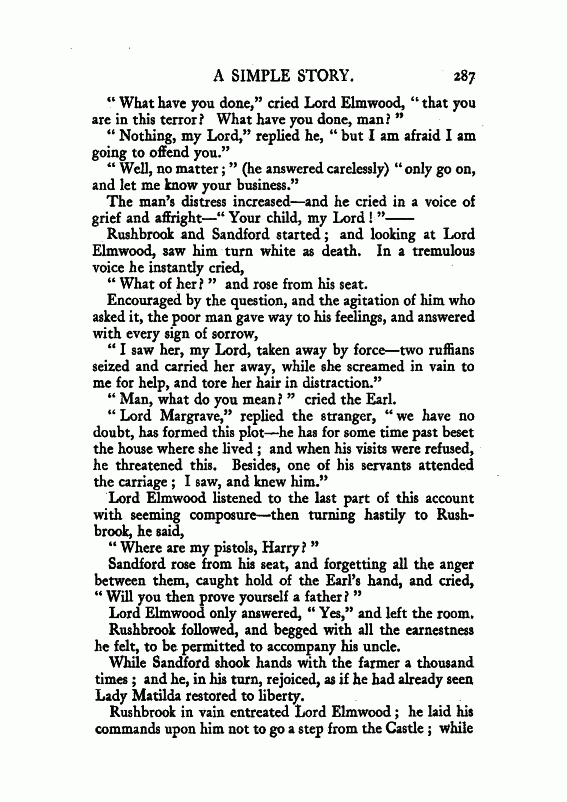 A SIMPLE STORY. 287
“ What have you done,” cried Lord Elmwood, “ that you
are in this terror? What have you done, man? ”
“ Nothing, my Lord,” replied he, “ but I am afraid I am
going to offend you.”
“ Well, no matter ; ” (he answered carelessly) “ only go on,
and let me know your business.”
The man’s distress increased—and he cried in a voice of
grief and affright—“ Your child, my Lord ! ”——
Rushbrook and Sandford started ; and looking at Lord
Elmwood, saw him turn white as death. In a tremulous
voice he instantly cried,
“ What of her? ” and rose from his seat.
Encouraged by the question, and the agitation of him who
asked it, the poor man gave way to his feelings, and answered
with every sign of sorrow,
“ I saw her, my Lord, taken away by force—two ruffians
seized and carried her away, while she screamed in vain to
me for help, and tore her hair in distraction.”
“ Man, what do you mean? ” cried the Earl.
“ Lord Margrave,” replied the stranger, “ we have no
doubt, has formed this plot—he has for some time past beset
the house where she lived ; and when his visits were refused,
he threatened this. Besides, one of his servants attended
the carriage ; I saw, and knew him.”
Lord Elmwood listened to the last part of this account
with seeming composure—then turning hastily to Rush-
brook, he said,
“ Where are my pistols, Harry? ”
Sandford rose from his seat, and forgetting all the anger
between them, caught hold of the Earl’s hand, and cried,
“ Will you then prove yourself a father? ”
Lord Elmwood only answered, “ Yes,” and left the room.
Rushbrook followed, and begged with all the earnestness
he felt, to be permitted to accompany his uncle.
While Sandford shook hands with the farmer a thousand
times ; and he, in his turn, rejoiced, as if he had already seen
Lady Matilda restored to liberty.
Rushbrook in vain entreated Lord Elmwood ; he laid his
commands upon him not to go a step from the Castle ; while